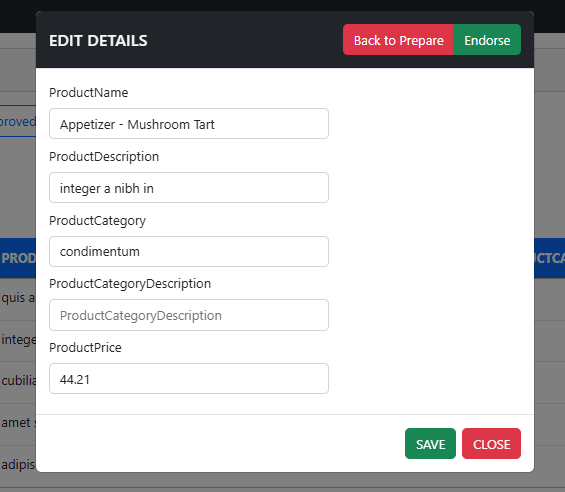 EDIT DETAILS
Back to Prepare
Endorse
ProductName
Appetizer - Mushroom Tart
ProductDescription
integer a nibh in
ProductCategory
condimentum
ProductCategoryDescription
ProductCategoryDescription
ProductPrice
44.21
SAVE
CLOSE
proved
PROD
UCTCA
quis a
intege
cubilia
amet s
adipis